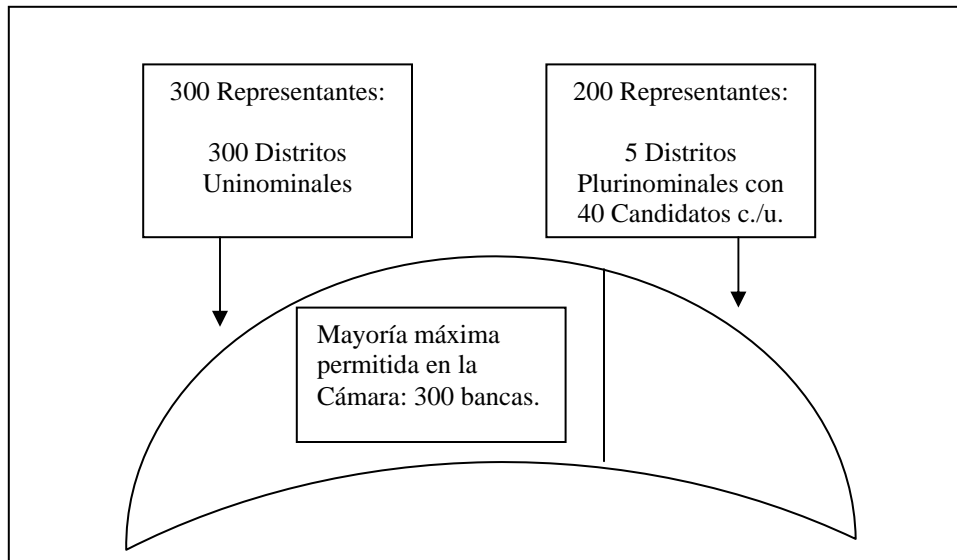 300 Representantes:
300 Distritos
Uninominales
200 Representantes:
5 Distritos
Plurinominales con
40 Candidatos c./u.
Mayoría máxima
permitida en la
Cámara: 300 bancas.